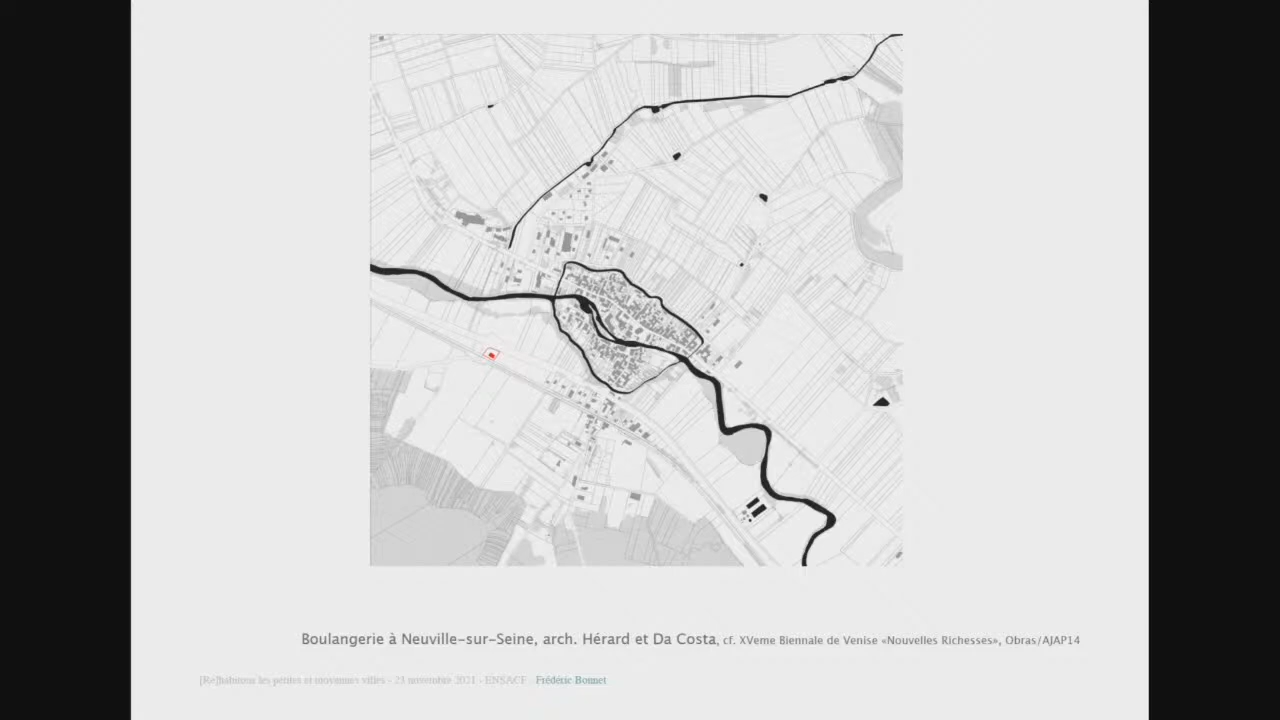 Boulangerie à Neuville-sur-Seine, arch. Hérard et Da Costa, cf. XVeme Biennale de Venise «Nouvelles Richesses», Obras/AJAP14
[Re]habitons les petites et moyennes villes - 23 novembre 2021 - ENSACF - Frédéric Bonnet